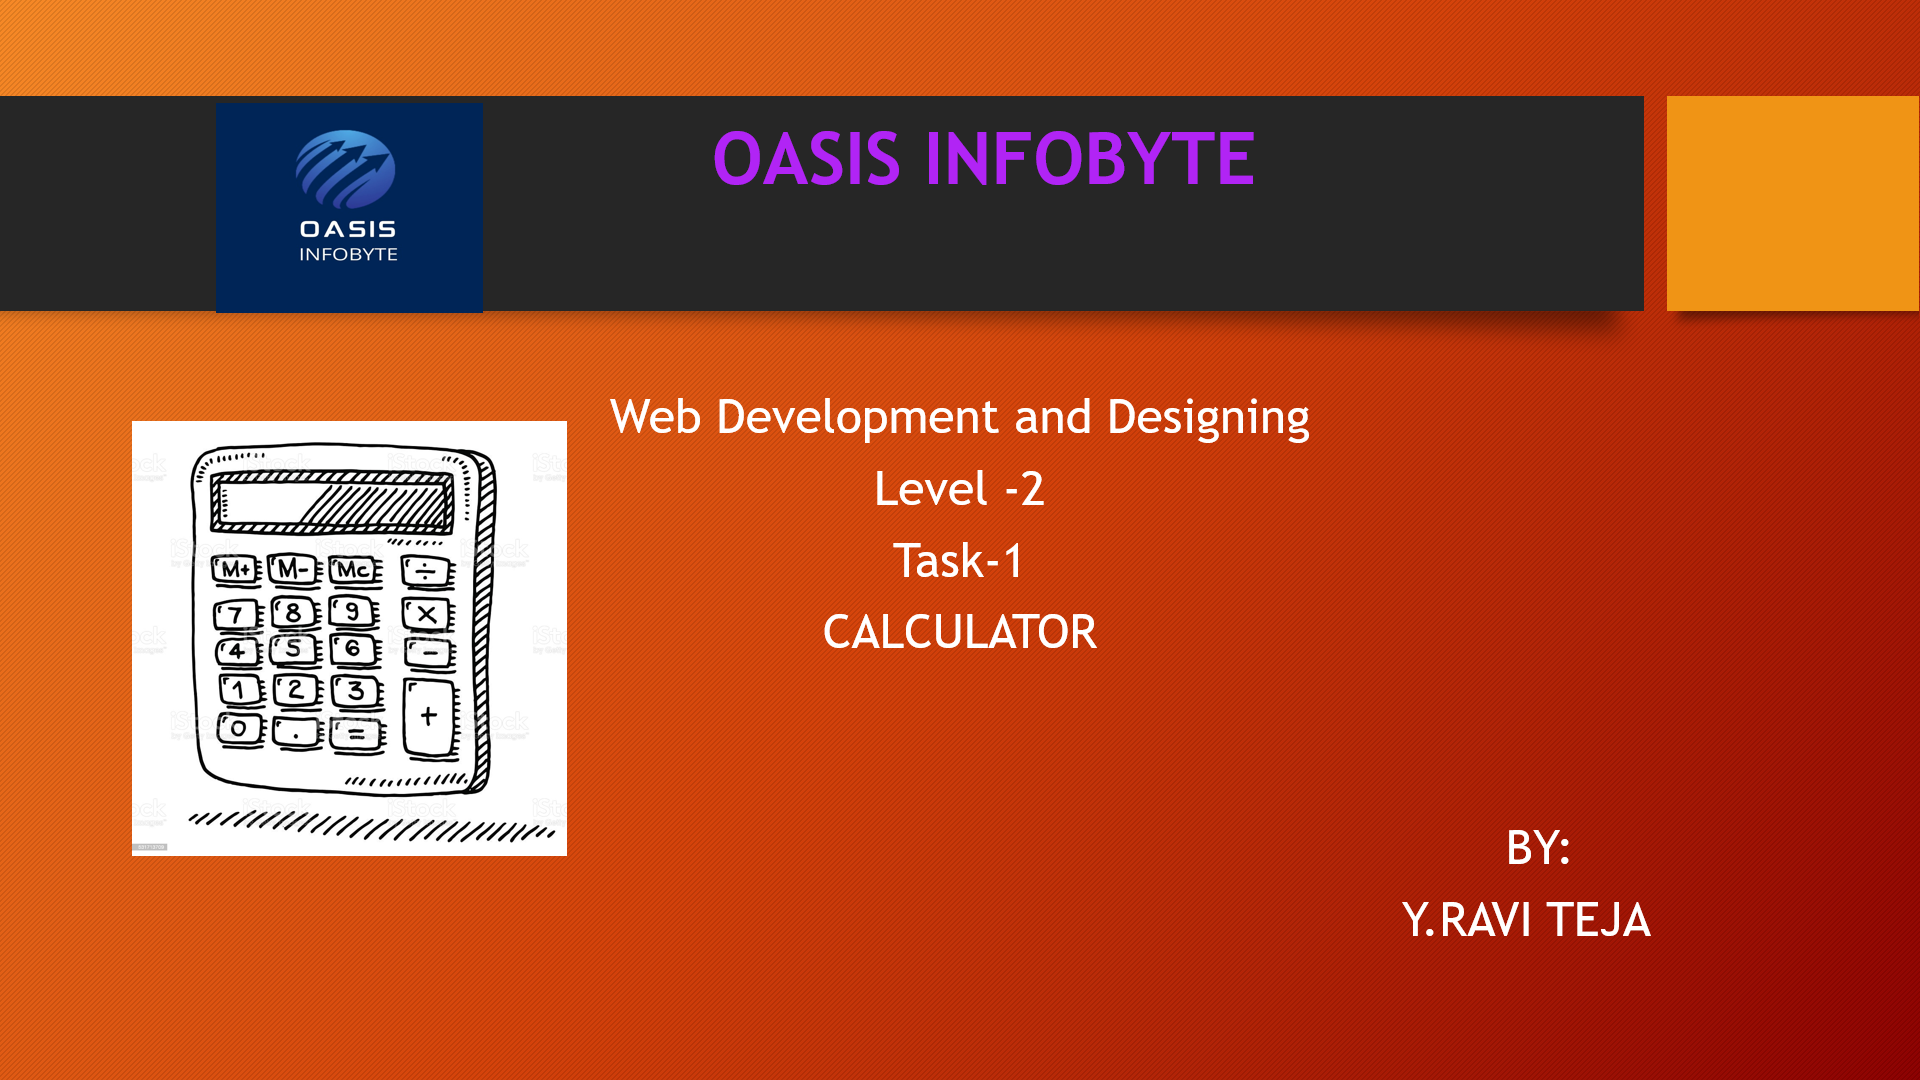 OASIS INFOBYTE
OASIS
INFOBYTE
Web Development and Designing
Level -2
Task-1
CALCULATOR
M+ M- Mc ÷
7 8 9 X
4 5 6 -
1 2 3 +
0 . =
iStock
BY:
Y.RAVI TEJA